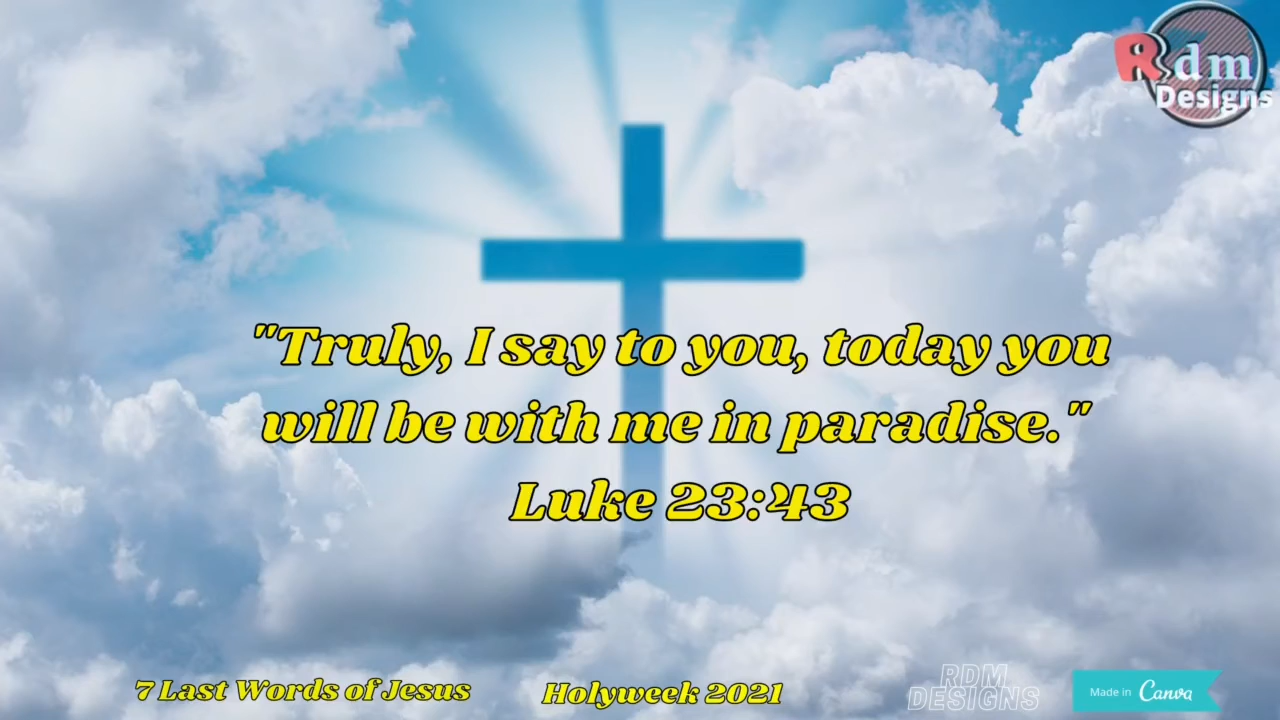 Rdm
Designs
"Truly, I say to you, today you
will be with me in paradise."
Luke 23:43
7 Last Words of Jesus
Holyweek 2021
RDM
DESIGNS
Made in Canva